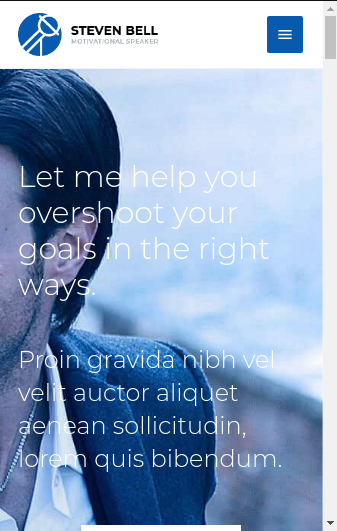 STEVEN BELL
MOTIVATIONAL SPEAKER
Let me help you
overshoot your
goals in the right
ways.
Proin gravida nibh vel
velit auctor aliquet
aenean sollicitudin,
lorem quis bibendum.